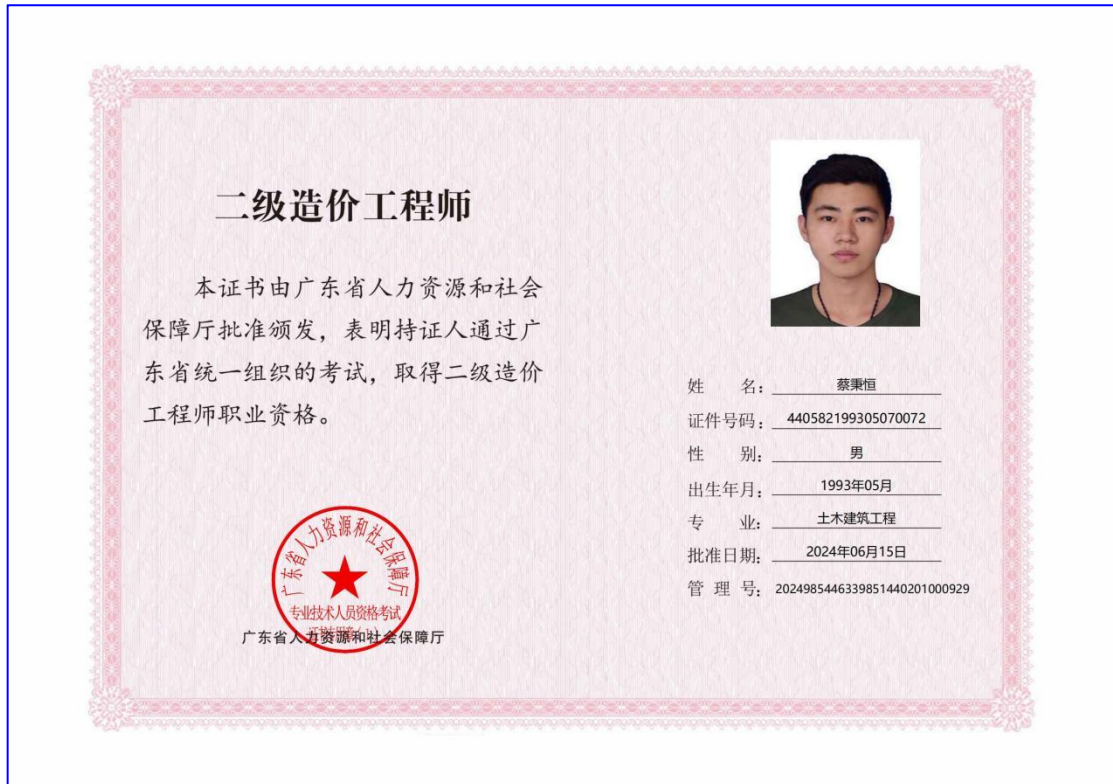 二级造价工程师
本证书由广东省人力资源和社会
保障厅批准颁发，表明持证人通过广
东省统一组织的考试，取得二级造价
工程师职业资格。
广东省人力资源和社会保障厅
专业技术人员资格考试
广东省人力资源和社会保障厅
姓 名：蔡秉恒
证件号码：440582199305070072
性 别：男
出生年月：1993年05月
专 业：土木建筑工程
批准日期：2024年06月15日
管 理 号：2024985446339851440201000929